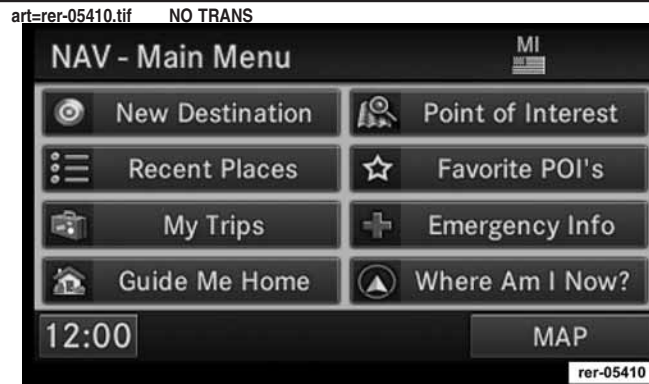 art=rer-05410.tif NO TRANS
NAV - Main Menu MI
New Destination Point of Interest
Recent Places Favorite POI's
My Trips Emergency Info
Guide Me Home Where Am I Now?
12:00 MAP
rer-05410